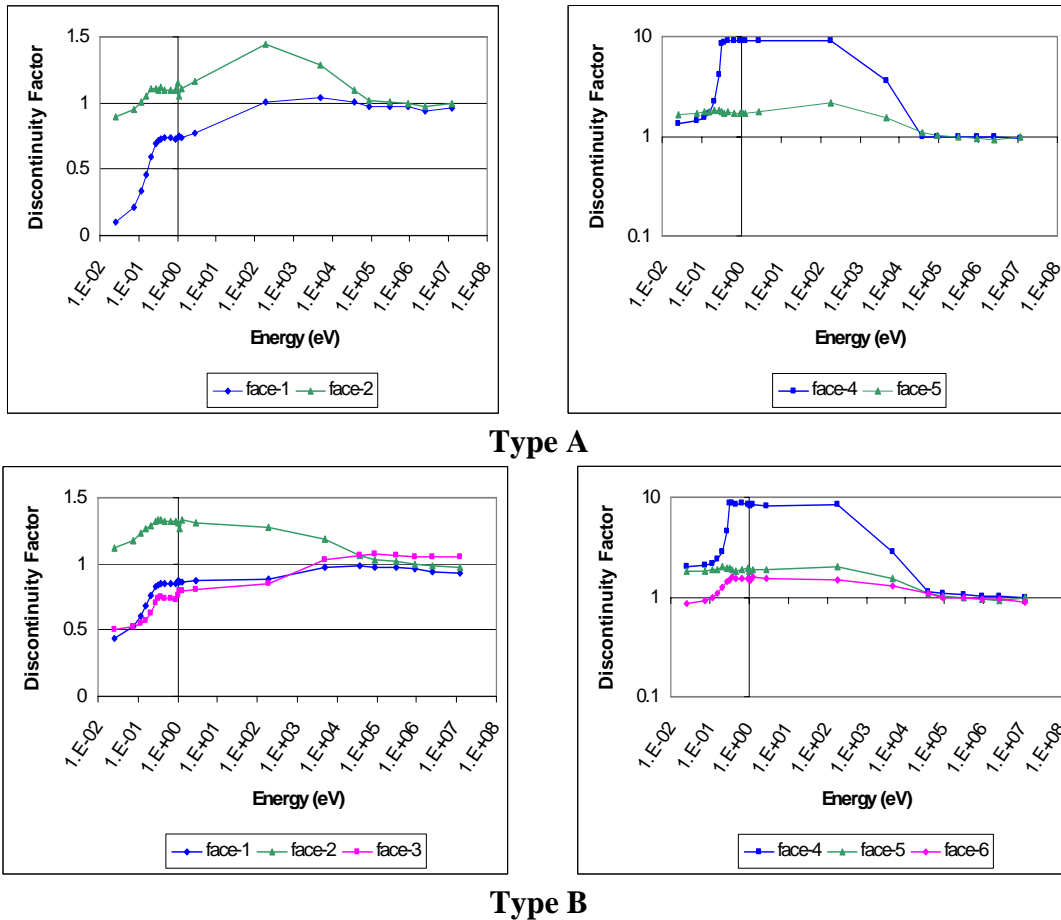 Discontinuity Factor
1.5
1
0.5
0
1.E-02
1.E-01
1.E+00
1.E+01
1.E+02
1.E+03
1.E+04
1.E+05
1.E+06
1.E+07
1.E+08
Energy (eV)
face-1
face-2
Discontinuity Factor
10
1
0.1
1.E-02
1.E-01
1.E+00
1.E+01
1.E+02
1.E+03
1.E+04
1.E+05
1.E+06
1.E+07
1.E+08
Energy (eV)
face-4
face-5
Type A
Discontinuity Factor
1.5
1
0.5
0
1.E-02
1.E-01
1.E+00
1.E+01
1.E+02
1.E+03
1.E+04
1.E+05
1.E+06
1.E+07
1.E+08
Energy (eV)
face-1
face-2
face-3
Discontinuity Factor
10
1
0.1
1.E-02
1.E-01
1.E+00
1.E+01
1.E+02
1.E+03
1.E+04
1.E+05
1.E+06
1.E+07
1.E+08
Energy (eV)
face-4
face-5
face-6
Type B